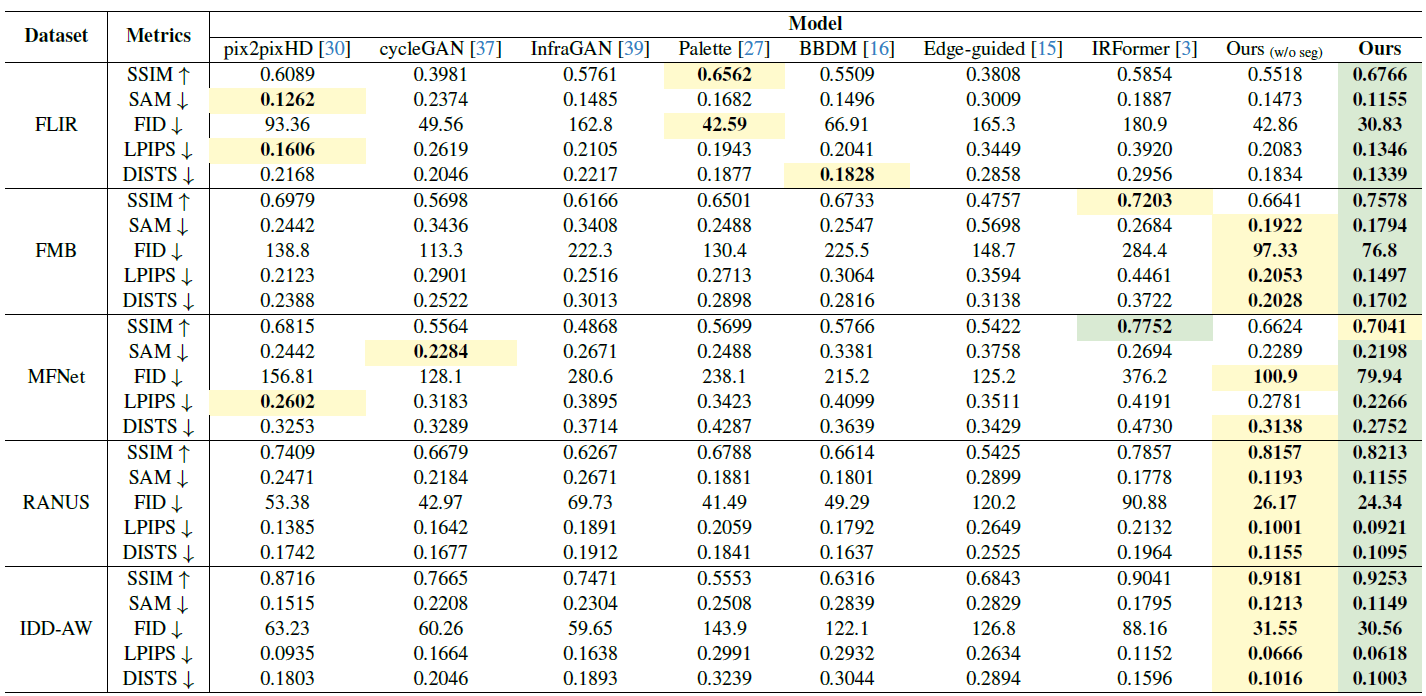 Dataset Metrics Model
pix2pixHD [30] cycleGAN [37] InfraGAN [39] Palette [27] BBDM [16] Edge-guided [15] IRFormer [3] Ours (w/o seg) Ours
SSIM ↑ 0.6089 0.3981 0.5761 0.6562 0.5509 0.3808 0.5854 0.5518 0.6766
SAM ↓ 0.1262 0.2374 0.1485 0.1682 0.1496 0.3009 0.1887 0.1473 0.1155
FLIR FID ↓ 93.36 49.56 162.8 42.59 66.91 165.3 180.9 42.86 30.83
LPIPS ↓ 0.1606 0.2619 0.2105 0.1943 0.2041 0.3449 0.3920 0.2083 0.1346
DISTS ↓ 0.2168 0.2046 0.2217 0.1877 0.1828 0.2858 0.2956 0.1834 0.1339
SSIM ↑ 0.6979 0.5698 0.6166 0.6501 0.6733 0.4757 0.7203 0.6641 0.7578
SAM ↓ 0.2442 0.3436 0.3408 0.2488 0.2547 0.5698 0.2684 0.1922 0.1794
FMB FID ↓ 138.8 113.3 222.3 130.4 225.5 148.7 284.4 97.33 76.8
LPIPS ↓ 0.2123 0.2901 0.2516 0.2713 0.3064 0.3594 0.4461 0.2053 0.1497
DISTS ↓ 0.2388 0.2522 0.3013 0.2898 0.2816 0.3138 0.3722 0.2028 0.1702
SSIM ↑ 0.6815 0.5564 0.4868 0.5699 0.5766 0.5422 0.7752 0.6624 0.7041
SAM ↓ 0.2442 0.2284 0.2671 0.2488 0.3381 0.3758 0.2694 0.2289 0.2198
MFNet FID ↓ 156.81 128.1 280.6 238.1 215.2 125.2 376.2 100.9 79.94
LPIPS ↓ 0.2602 0.3183 0.3895 0.3423 0.4099 0.3511 0.4191 0.2781 0.2266
DISTS ↓ 0.3253 0.3289 0.3714 0.4287 0.3639 0.3429 0.4730 0.3138 0.2752
SSIM ↑ 0.7409 0.6679 0.6267 0.6788 0.6614 0.5425 0.7857 0.8157 0.8213
SAM ↓ 0.2471 0.2184 0.2671 0.1881 0.1801 0.2899 0.1778 0.1193 0.1155
RANUS FID ↓ 53.38 42.97 69.73 41.49 49.29 120.2 90.88 26.17 24.34
LPIPS ↓ 0.1385 0.1642 0.1891 0.2059 0.1792 0.2649 0.2132 0.1001 0.0921
DISTS ↓ 0.1742 0.1677 0.1912 0.1841 0.1637 0.2525 0.1964 0.1155 0.1095
SSIM ↑ 0.8716 0.7665 0.7471 0.5553 0.6316 0.6843 0.9041 0.9181 0.9253
SAM ↓ 0.1515 0.2208 0.2304 0.2508 0.2839 0.2829 0.1795 0.1213 0.1149
IDD-AW FID ↓ 63.23 60.26 59.65 143.9 122.1 126.8 88.16 31.55 30.56
LPIPS ↓ 0.0935 0.1664 0.1638 0.2991 0.2932 0.2634 0.1152 0.0666 0.0618
DISTS ↓ 0.1803 0.2046 0.1893 0.3239 0.3044 0.2894 0.1596 0.1016 0.1003